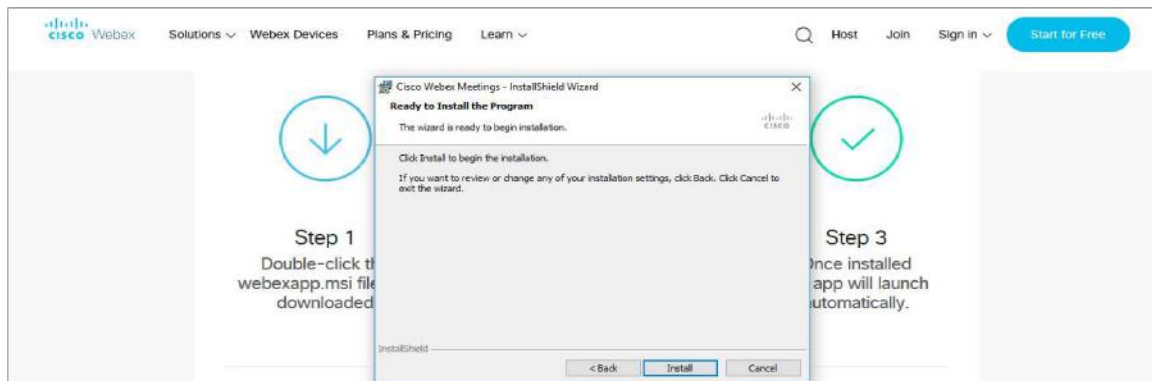 CISCO Webex Solutions Webex Devices Plans & Pricing Learn Host Join Sign in Start for Free
Cisco Webex Meetings - InstallShield Wizard
Ready to Install the Program
The wizard is ready to begin installation.
CISCO
Click Install to begin the installation.
If you want to review or change any of your installation settings, click Back. Click Cancel to
exit the wizard.
Step 1
Double-click
webexapp.msi file
downloaded
Step 3
Once installed
app will launch
automatically.
InstallShield
< Back Install Cancel